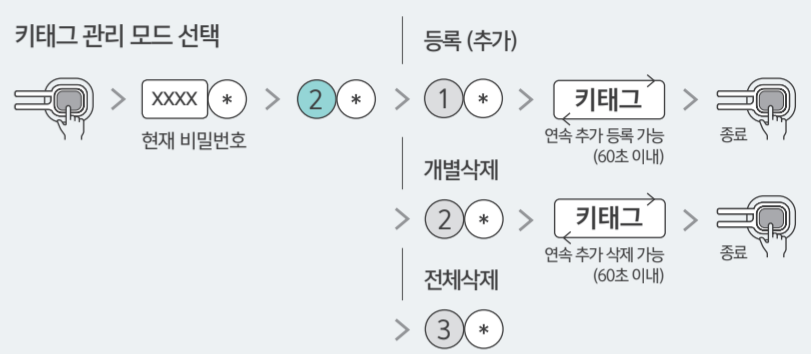 키태그 관리 모드 선택
XXXX * 2 *
현재 비밀번호
등록 (추가)
1 * 키태그
연속 추가 등록 가능
(60초 이내)
종료
개별삭제
2 * 키태그
연속 추가 삭제 가능
(60초 이내)
종료
전체삭제
3 *